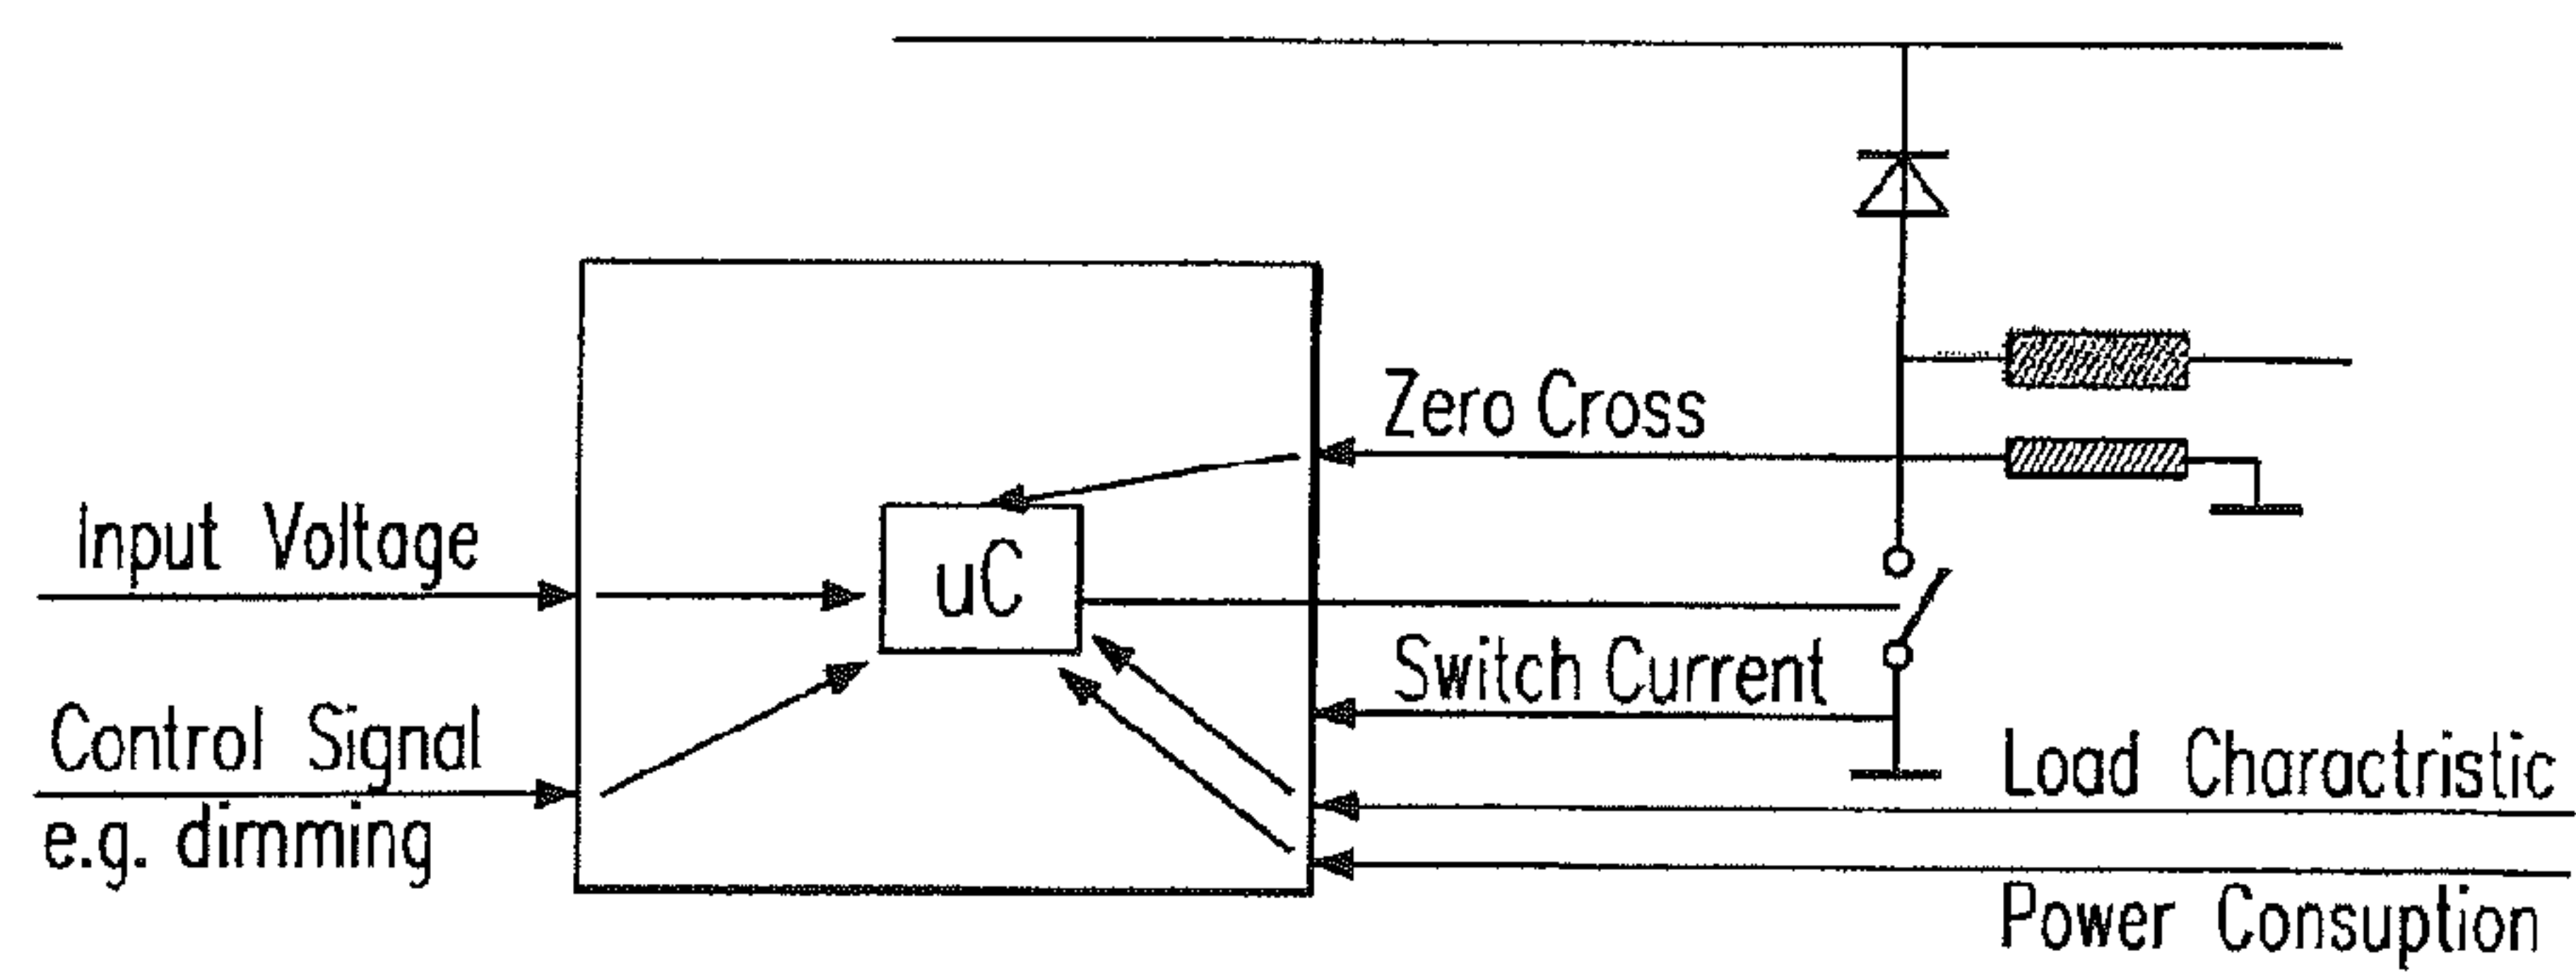 Zero Cross
Input Voltage
uC
Switch Current
Control Signal
e.g. dimming
Load Charactristic
Power Consuption